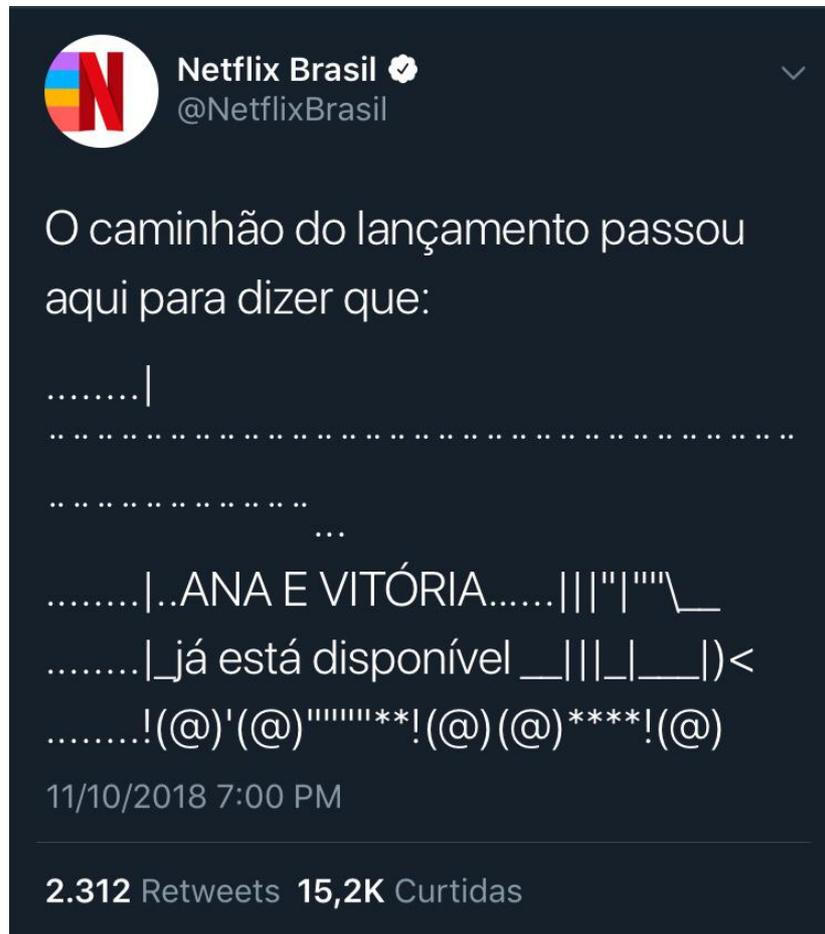 N
Netflix Brasil
@NetflixBrasil
O caminhão do lançamento passou
aqui para dizer que:
........|
.. .. .. .. .. .. .. .. .. .. .. .. .. .. .. .. .. .. .. .. .. .. .. .. .. .. .. .. .. .. ..
.. .. .. .. .. .. .. .. .. .. ..
...
........|..ANA E VITÓRIA......|||"|""\__
........|_já está disponível __|||_|___|)<
........!(@)'(@)""""**!(@)(@)****!(@)
11/10/2018 7:00 PM
2.312 Retweets 15,2K Curtidas